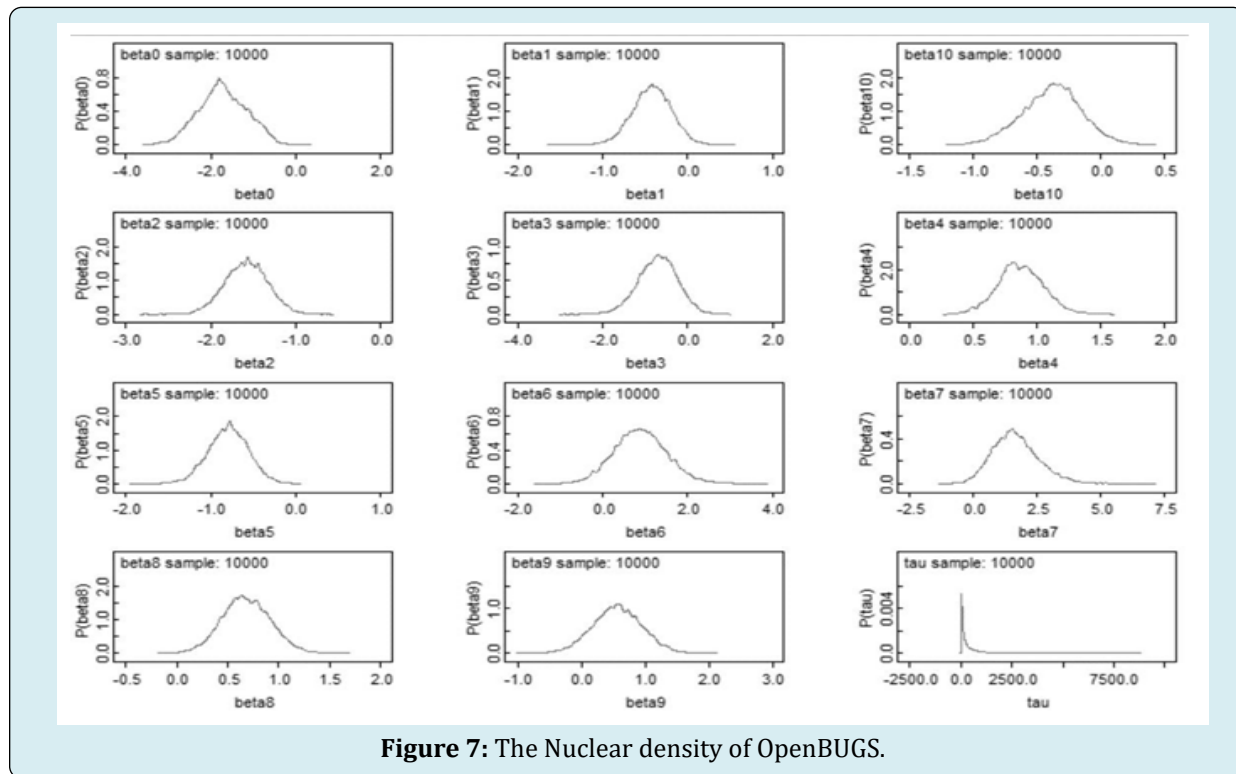 beta0 sample: 10000
P(beta0)
0.0 0.4 0.8
-4.0 -2.0 0.0 2.0
beta0
beta1 sample: 10000
P(beta1)
0.0 1.0 2.0
-2.0 -1.0 0.0 1.0
beta1
beta10 sample: 10000
P(beta10)
0.0 1.0 2.0
-1.5 -1.0 -0.5 0.0 0.5
beta10
beta2 sample: 10000
P(beta2)
0.0 1.0 2.0
-3.0 -2.0 -1.0 0.0
beta2
beta3 sample: 10000
P(beta3)
0.0 0.5 1.0
-4.0 -2.0 0.0 2.0
beta3
beta4 sample: 10000
P(beta4)
0.0 2.0
0.0 0.5 1.0 1.5 2.0
beta4
beta5 sample: 10000
P(beta5)
0.0 1.0 2.0
-2.0 -1.0 0.0 1.0
beta5
beta6 sample: 10000
P(beta6)
0.0 0.4 0.8
-2.0 0.0 2.0 4.0
beta6
beta7 sample: 10000
P(beta7)
0.0 0.4
-2.5 0.0 2.5 5.0 7.5
beta7
beta8 sample: 10000
P(beta8)
0.0 1.0 2.0
-0.5 0.0 0.5 1.0 1.5 2.0
beta8
beta9 sample: 10000
P(beta9)
0.0 1.0
-1.0 0.0 1.0 2.0 3.0
beta9
tau sample: 10000
P(tau)
0.0 0.004
-2500.0 2500.0 7500.0
tau
Figure 7: The Nuclear density of OpenBUGS.